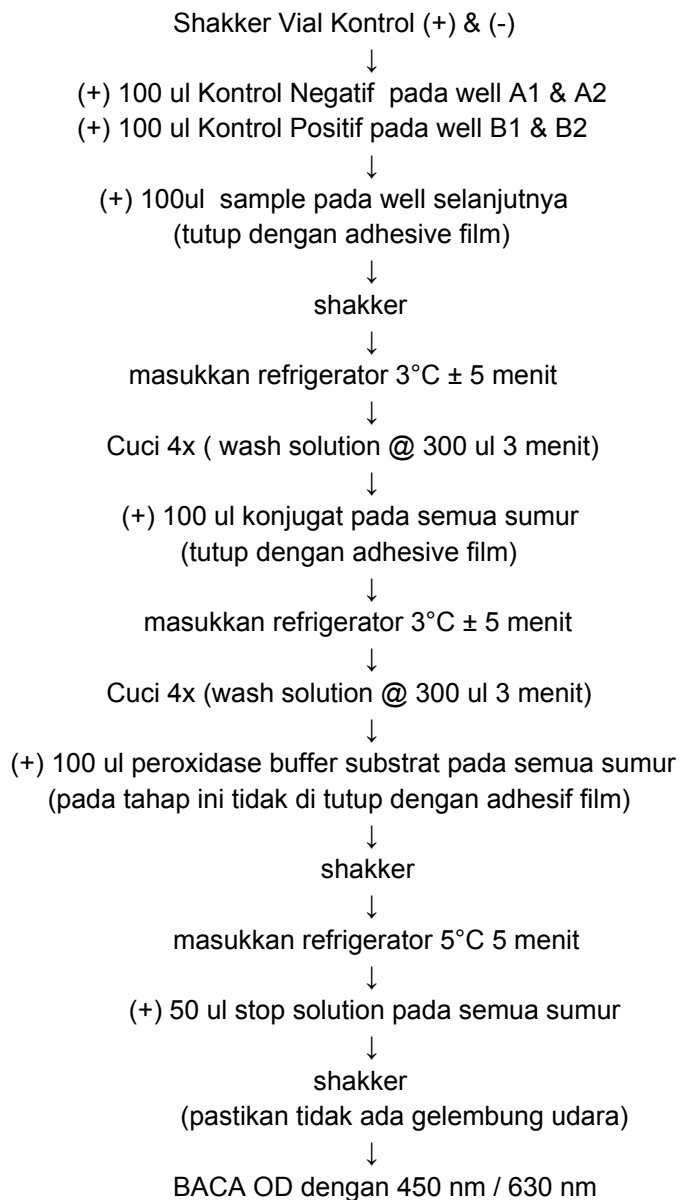 Shakker Vial Kontrol (+) & (-)
↓
(+) 100 ul Kontrol Negatif  pada well A1 & A2
(+) 100 ul Kontrol Positif pada well B1 & B2
↓
(+) 100ul  sample pada well selanjutnya
(tutup dengan adhesive film)
↓
shakker
↓
masukkan refrigerator 3°C ± 5 menit
↓
Cuci 4x ( wash solution @ 300 ul 3 menit)
↓
(+) 100 ul konjugat pada semua sumur
(tutup dengan adhesive film)
↓
masukkan refrigerator 3°C ± 5 menit
↓
Cuci 4x (wash solution @ 300 ul 3 menit)
↓
(+) 100 ul peroxidase buffer substrat pada semua sumur
(pada tahap ini tidak di tutup dengan adhesif film)
↓
shakker
↓
masukkan refrigerator 5°C 5 menit
↓
(+) 50 ul stop solution pada semua sumur
↓
shakker
(pastikan tidak ada gelembung udara)
↓
BACA OD dengan 450 nm / 630 nm